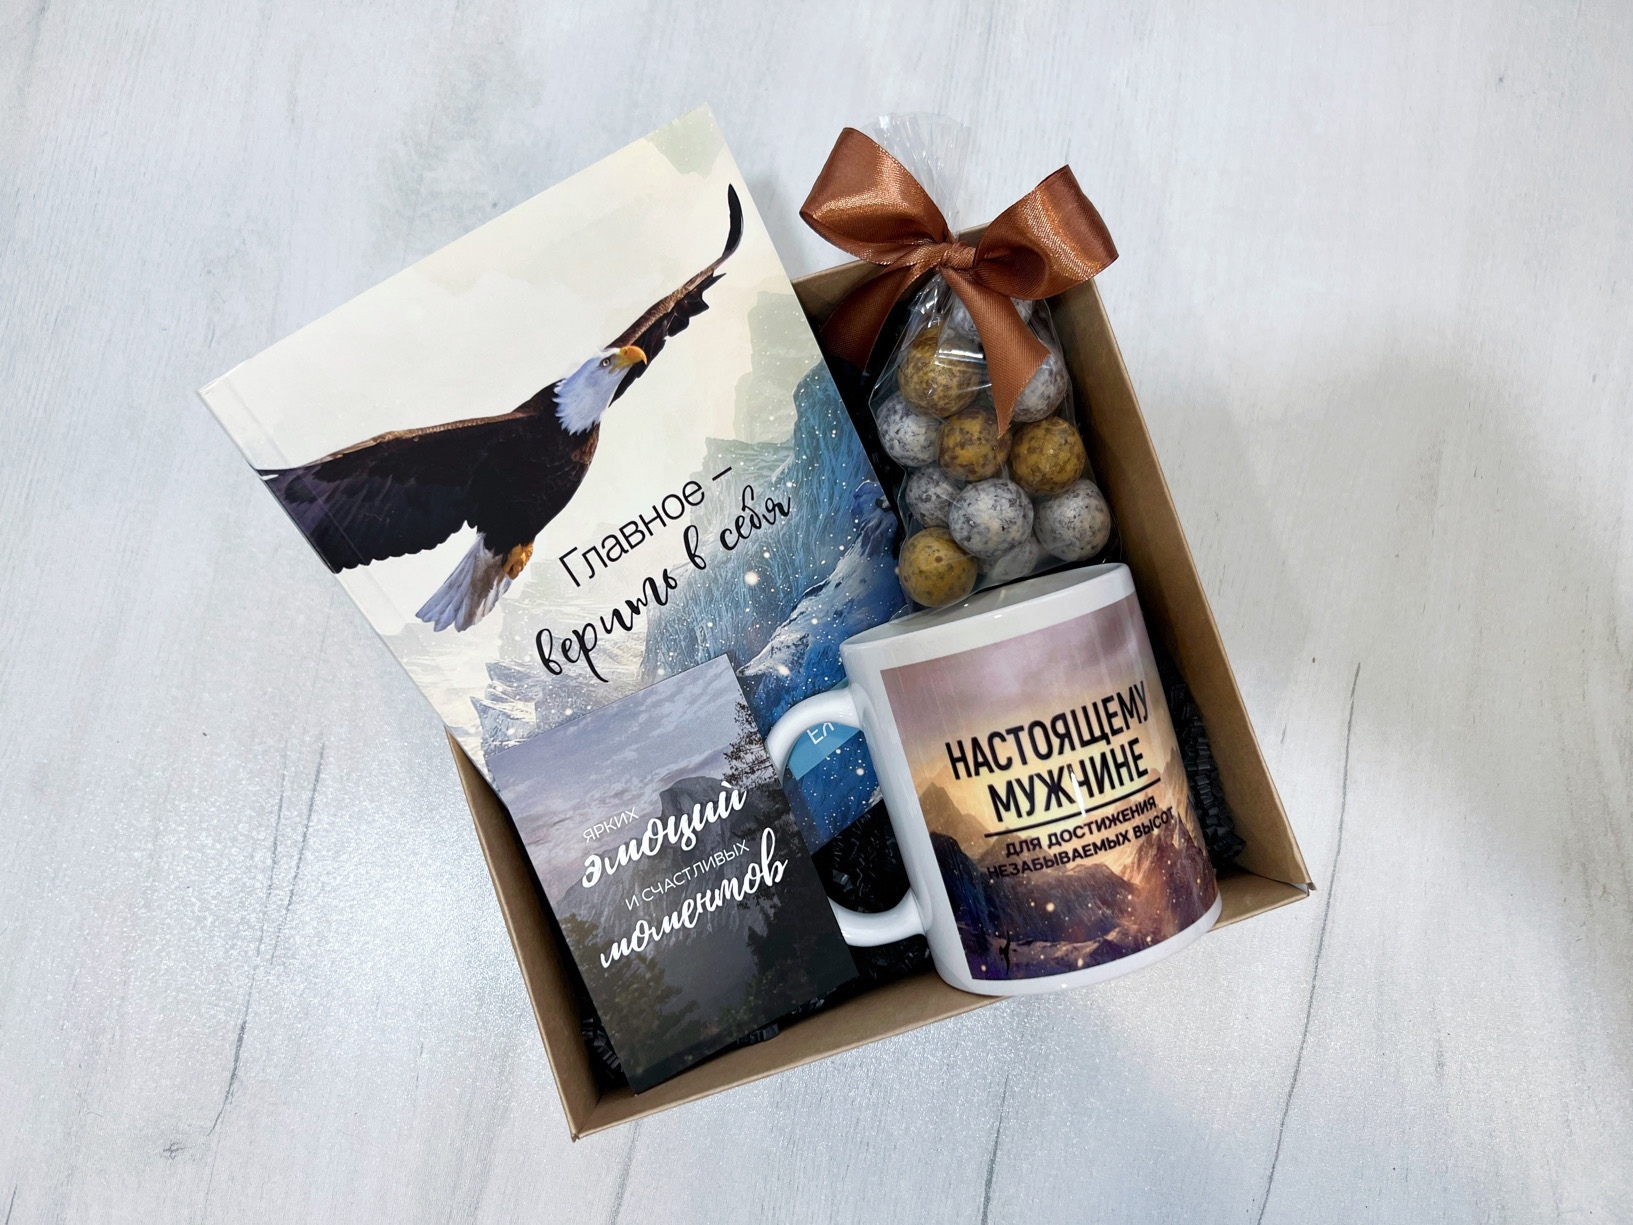 Главное –
верить в себя
ЯРКИХ
эмоций
И СЧАСТЛИВЫХ
моментов
НАСТОЯЩЕМУ
МУЖЧИНЕ
ДЛЯ ДОСТИЖЕНИЯ
НЕЗАБЫВАЕМЫХ ВЫСОТ